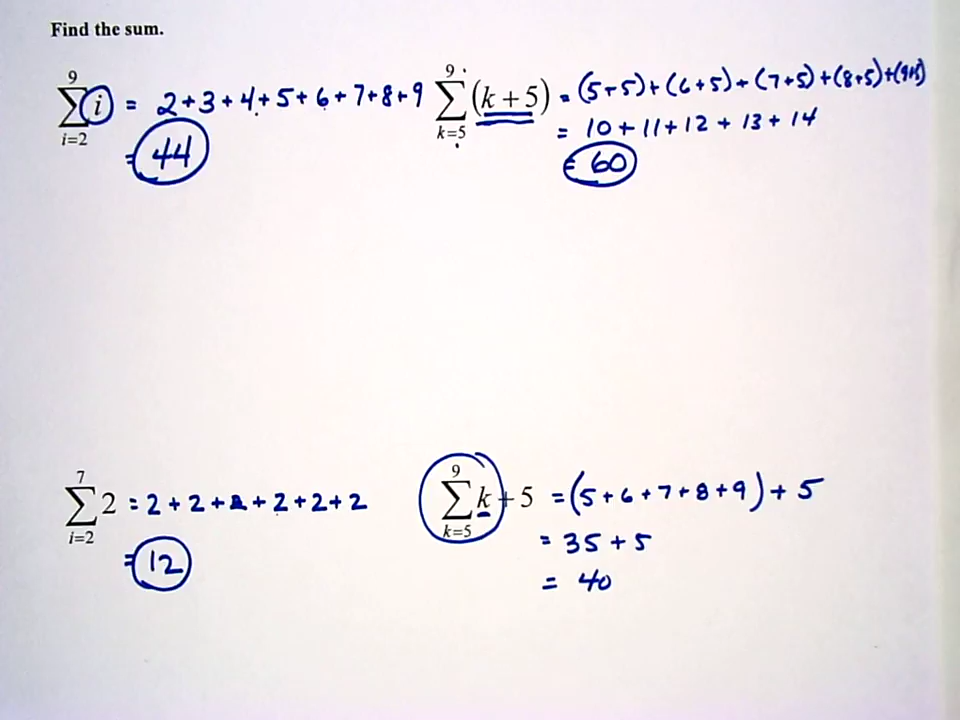 Find the sum.
9
∑ i = 2+3+4+5+6+7+8+9
i=2
= 44
9
∑ (k + 5) = (5+5)+(6+5)+(7+5)+(8+5)+(9+5)
k=5
= 10+11+12+13+14
= 60
7
∑ 2 = 2+2+2+2+2+2
i=2
= 12
9
∑ k + 5 = (5+6+7+8+9)+5
k=5
= 35+5
= 40